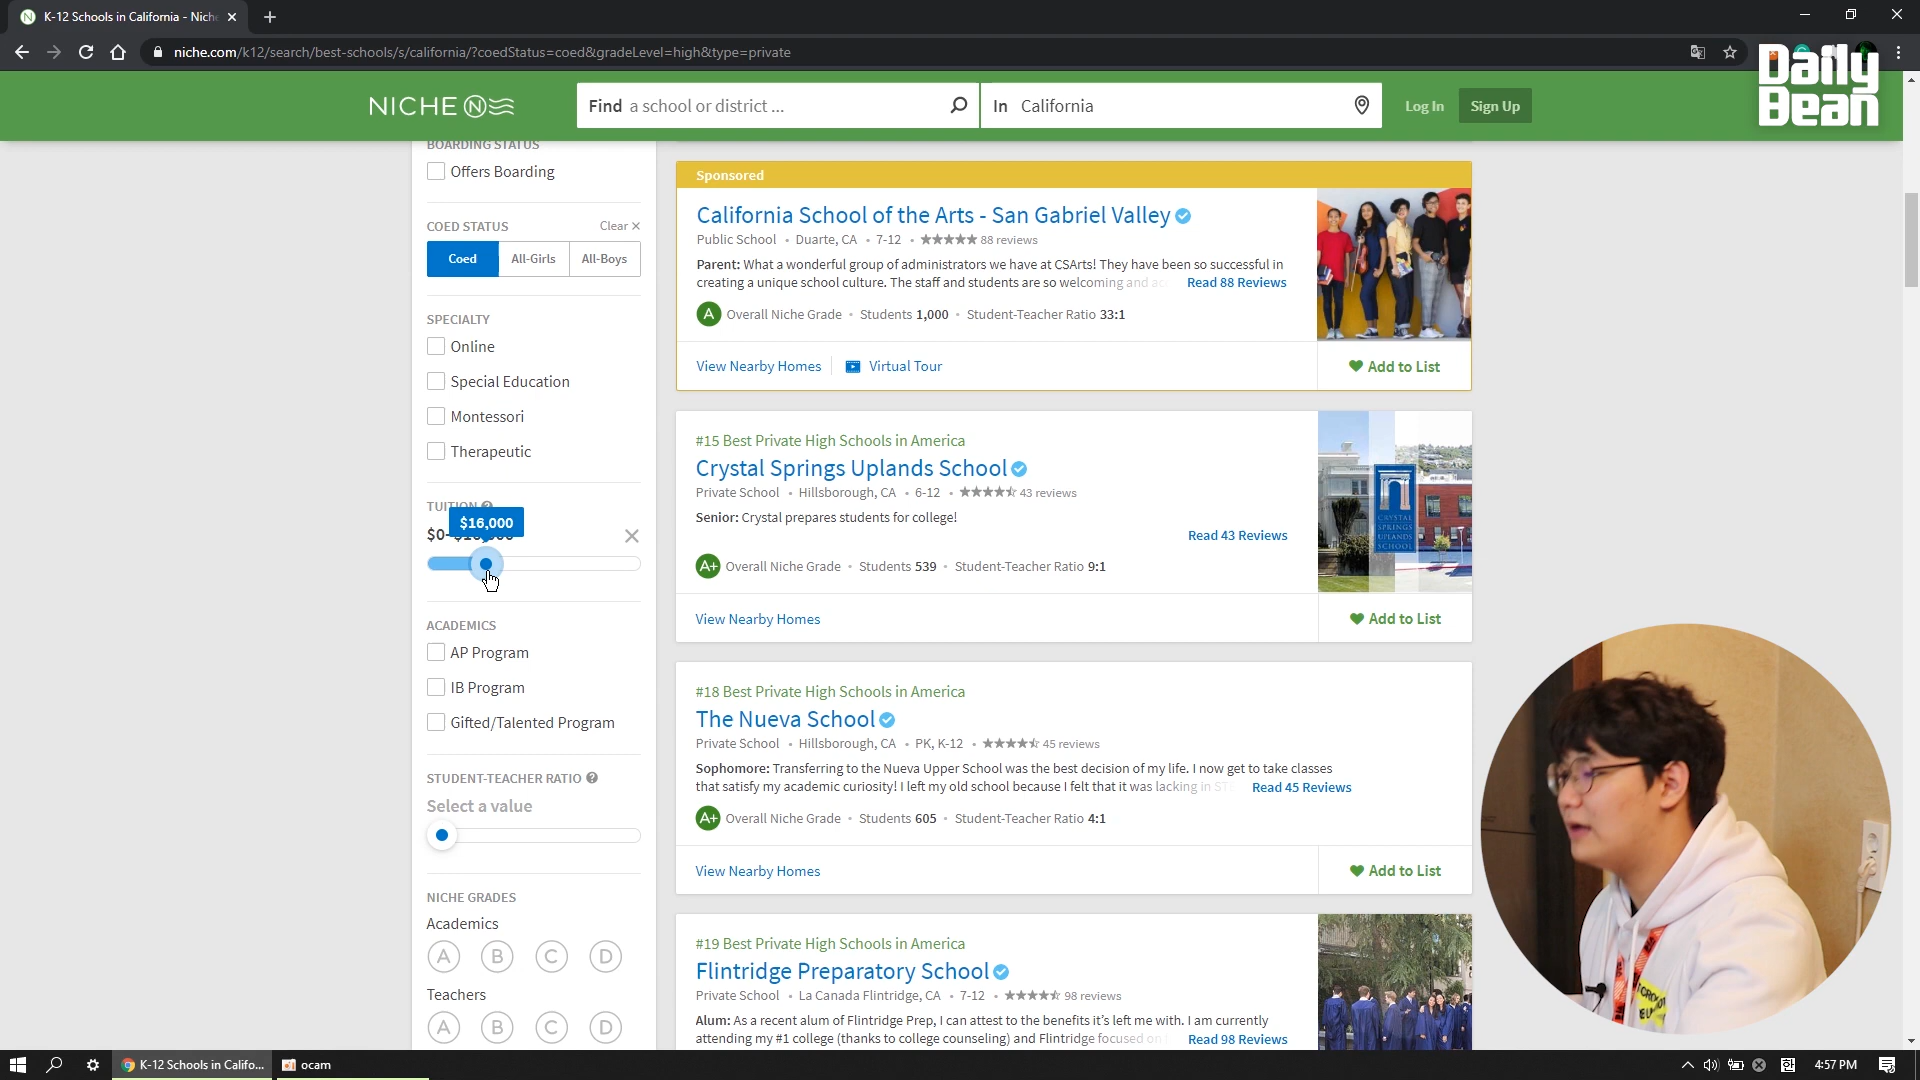 K-12 Schools in California - Niche
niche.com/k12/search/best-schools/s/california/?coedStatus=coed&gradeLevel=high&type=private
Daily
Bean
NICHE
Find a school or district ...
In California
Log In
Sign Up
BOARDING STATUS
Offers Boarding
COED STATUS
Clear ×
Coed
All-Girls
All-Boys
SPECIALTY
Online
Special Education
Montessori
Therapeutic
TUITION
$16,000
$0-$16,000
ACADEMICS
AP Program
IB Program
Gifted/Talented Program
STUDENT-TEACHER RATIO
Select a value
NICHE GRADES
Academics
A B C D
Teachers
A B C D
Sponsored
California School of the Arts - San Gabriel Valley
Public School • Duarte, CA • 7-12 • ★★★★★ 88 reviews
Parent: What a wonderful group of administrators we have at CSArts! They have been so successful in
creating a unique school culture. The staff and students are so welcoming and Read 88 Reviews
A Overall Niche Grade • Students 1,000 • Student-Teacher Ratio 33:1
View Nearby Homes
Virtual Tour
Add to List
#15 Best Private High Schools in America
Crystal Springs Uplands School
Private School • Hillsborough, CA • 6-12 • 43 reviews
Senior: Crystal prepares students for college!
Read 43 Reviews
A+ Overall Niche Grade • Students 539 • Student-Teacher Ratio 9:1
View Nearby Homes
Add to List
CRYSTAL
SPRINGS
UPLANDS
SCHOOL
#18 Best Private High Schools in America
The Nueva School
Private School • Hillsborough, CA • PK, K-12 • 45 reviews
Sophomore: Transferring to the Nueva Upper School was the best decision of my life. I now get to take classes
that satisfy my academic curiosity! I left my old school because I felt that it was lacking in Read 45 Reviews
A+ Overall Niche Grade • Students 605 • Student-Teacher Ratio 4:1
View Nearby Homes
Add to List
#19 Best Private High Schools in America
Flintridge Preparatory School
Private School • La Canada Flintridge, CA • 7-12 • 98 reviews
Alum: As a recent alum of Flintridge Prep, I can attest to the benefits it's left me with. I am currently
attending my #1 college (thanks to college counseling) and Flintridge focused on Read 98 Reviews
K-12 Schools in Califo...
ocam
한
4:57 PM